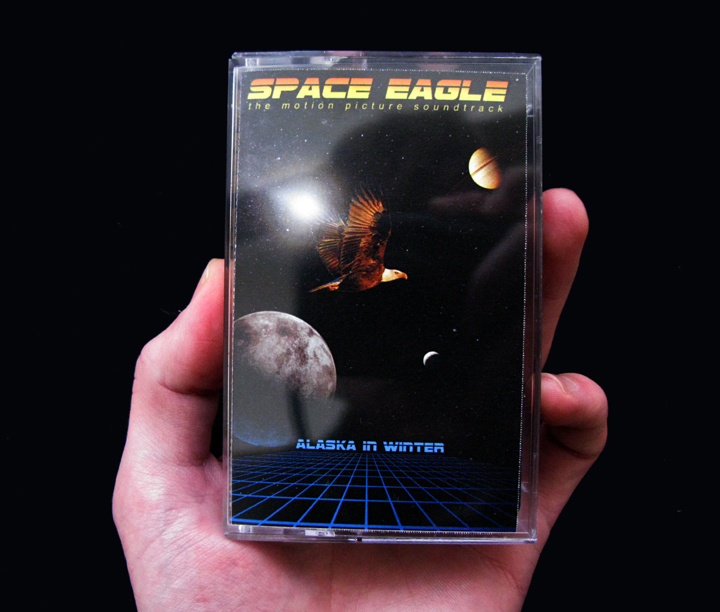 SPACE EAGLE
the motion picture soundtrack
ALASKA IN WINTER